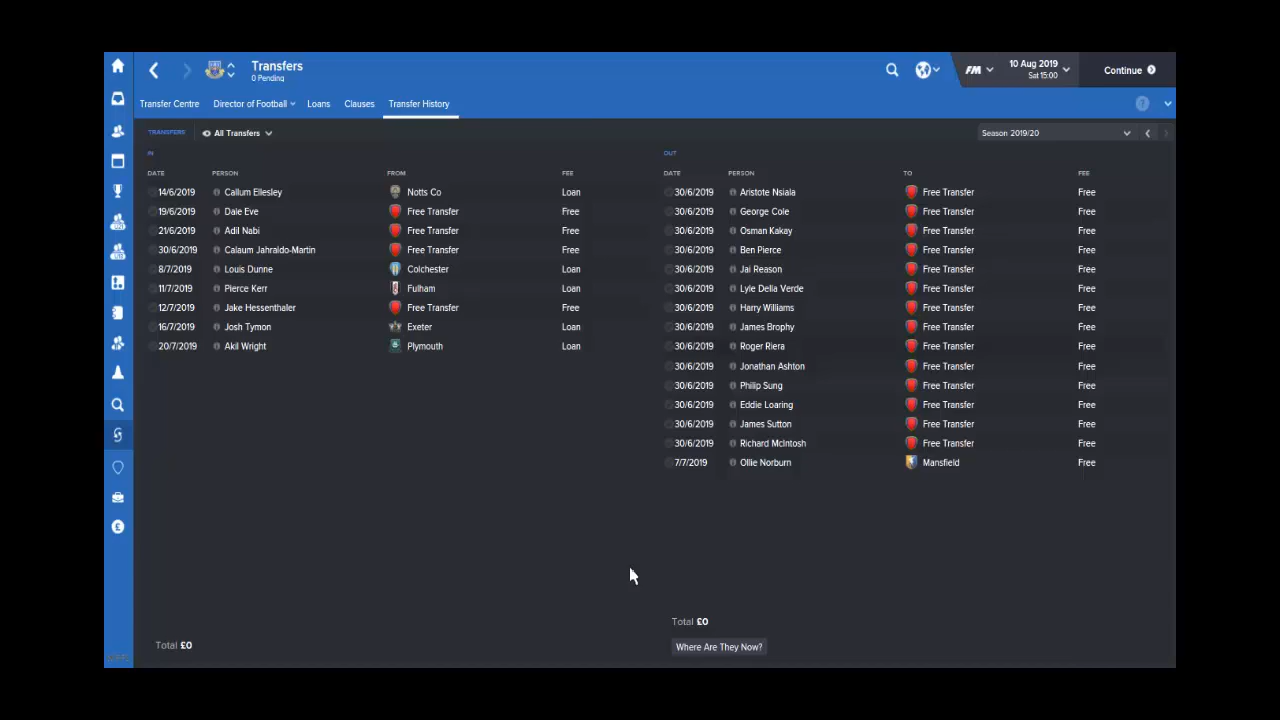 Transfers
0 Pending
FM
10 Aug 2019
Sat 15:00
Continue
Transfer Centre Director of Football Loans Clauses Transfer History
TRANSFERS All Transfers Season 2019/20
IN
DATE PERSON FROM FEE
14/6/2019 Callum Ellesley Notts Co Loan
19/6/2019 Dale Eve Free Transfer Free
21/6/2019 Adil Nabi Free Transfer Free
30/6/2019 Calaum Jahraldo-Martin Free Transfer Free
8/7/2019 Louis Dunne Colchester Loan
11/7/2019 Pierce Kerr Fulham Loan
12/7/2019 Jake Hessenthaler Free Transfer Free
16/7/2019 Josh Tymon Exeter Loan
20/7/2019 Akil Wright Plymouth Loan
Total £0
OUT
DATE PERSON TO FEE
30/6/2019 Aristote Nsiala Free Transfer Free
30/6/2019 George Cole Free Transfer Free
30/6/2019 Osman Kakay Free Transfer Free
30/6/2019 Ben Pierce Free Transfer Free
30/6/2019 Jai Reason Free Transfer Free
30/6/2019 Lyle Della Verde Free Transfer Free
30/6/2019 Harry Williams Free Transfer Free
30/6/2019 James Brophy Free Transfer Free
30/6/2019 Roger Riera Free Transfer Free
30/6/2019 Jonathan Ashton Free Transfer Free
30/6/2019 Philip Sung Free Transfer Free
30/6/2019 Eddie Loaring Free Transfer Free
30/6/2019 James Sutton Free Transfer Free
30/6/2019 Richard McIntosh Free Transfer Free
7/7/2019 Ollie Norburn Mansfield Free
Total £0
Where Are They Now?